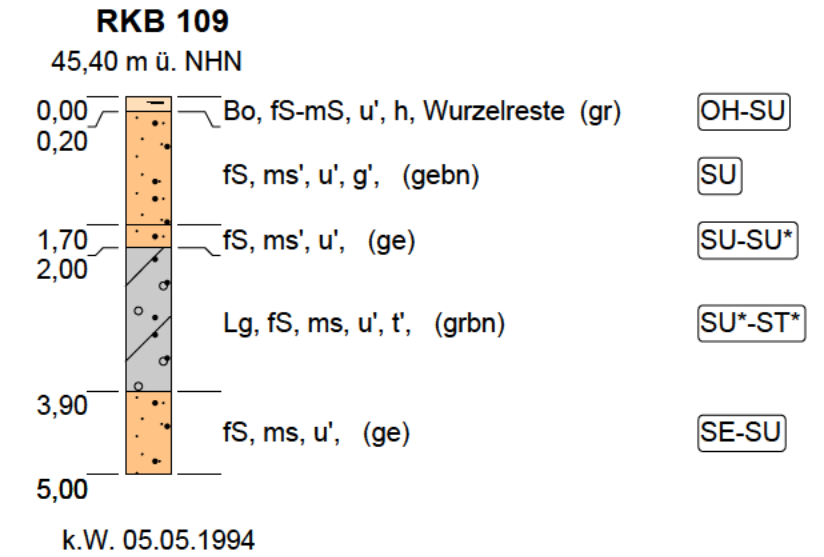 RKB 109
45,40 m ü. NHN
0,00
Bo, fS-mS, u', h, Wurzelreste (gr)
OH-SU
0,20
fS, ms', u', g', (gebn)
SU
1,70
fS, ms', u', (ge)
SU-SU*
2,00
Lg, fS, ms, u', t', (grbn)
SU*-ST*
3,90
fS, ms, u', (ge)
SE-SU
5,00
k.W. 05.05.1994